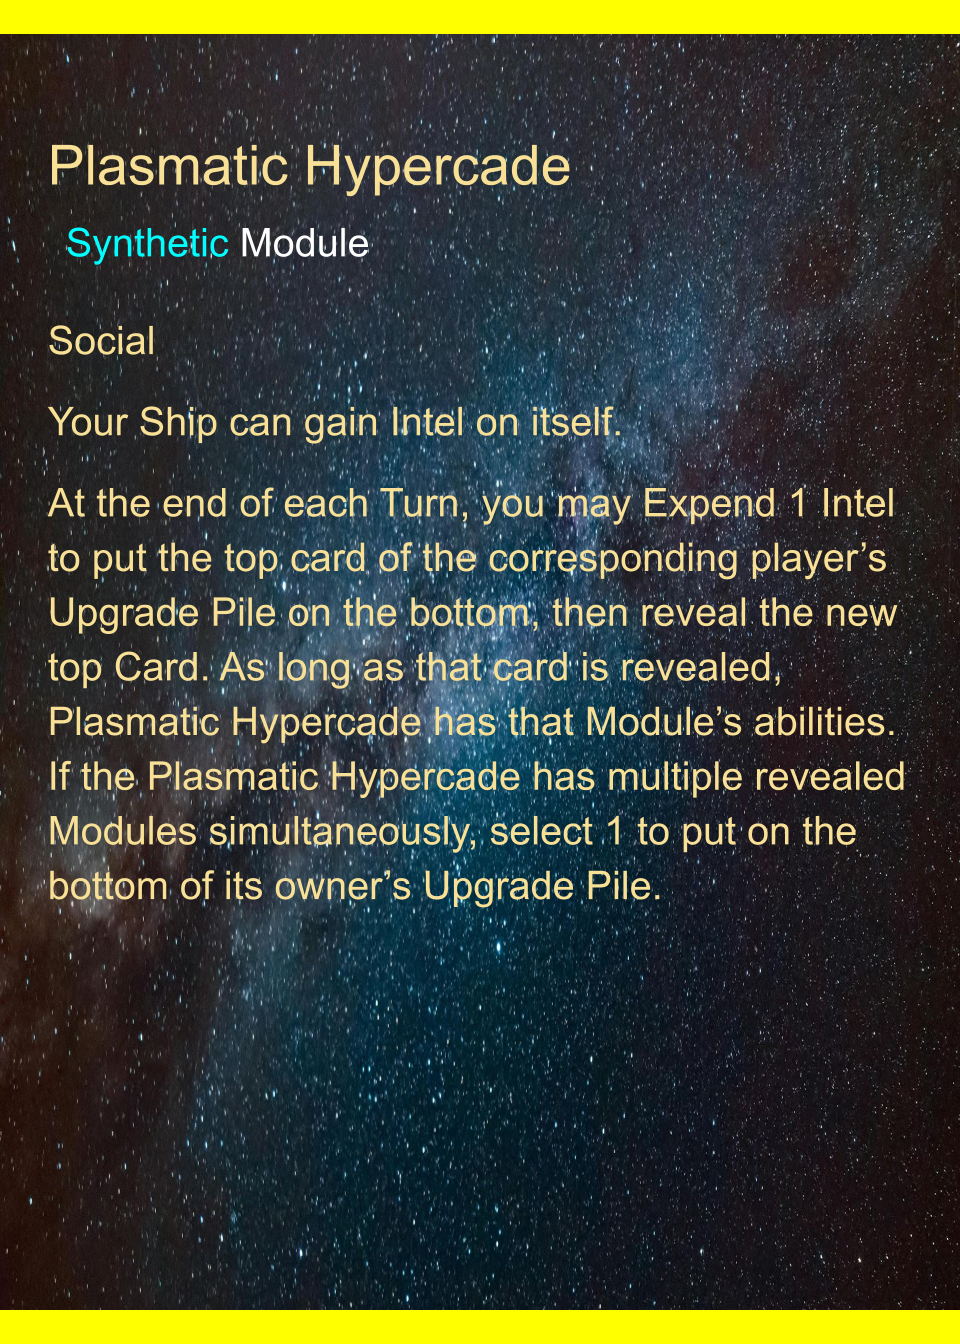 Plasmatic Hypercade
Synthetic Module
Social
Your Ship can gain Intel on itself.
At the end of each Turn, you may Expend 1 Intel
to put the top card of the corresponding player’s
Upgrade Pile on the bottom, then reveal the new
top Card. As long as that card is revealed,
Plasmatic Hypercade has that Module’s abilities.
If the Plasmatic Hypercade has multiple revealed
Modules simultaneously, select 1 to put on the
bottom of its owner’s Upgrade Pile.